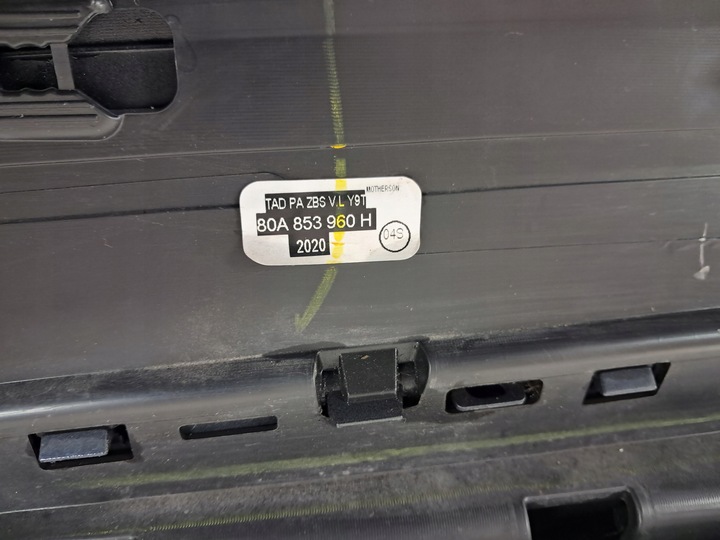 MOTHERSON
TAD PA ZBS V.L Y9T
80A 853 960 H
2020
04S